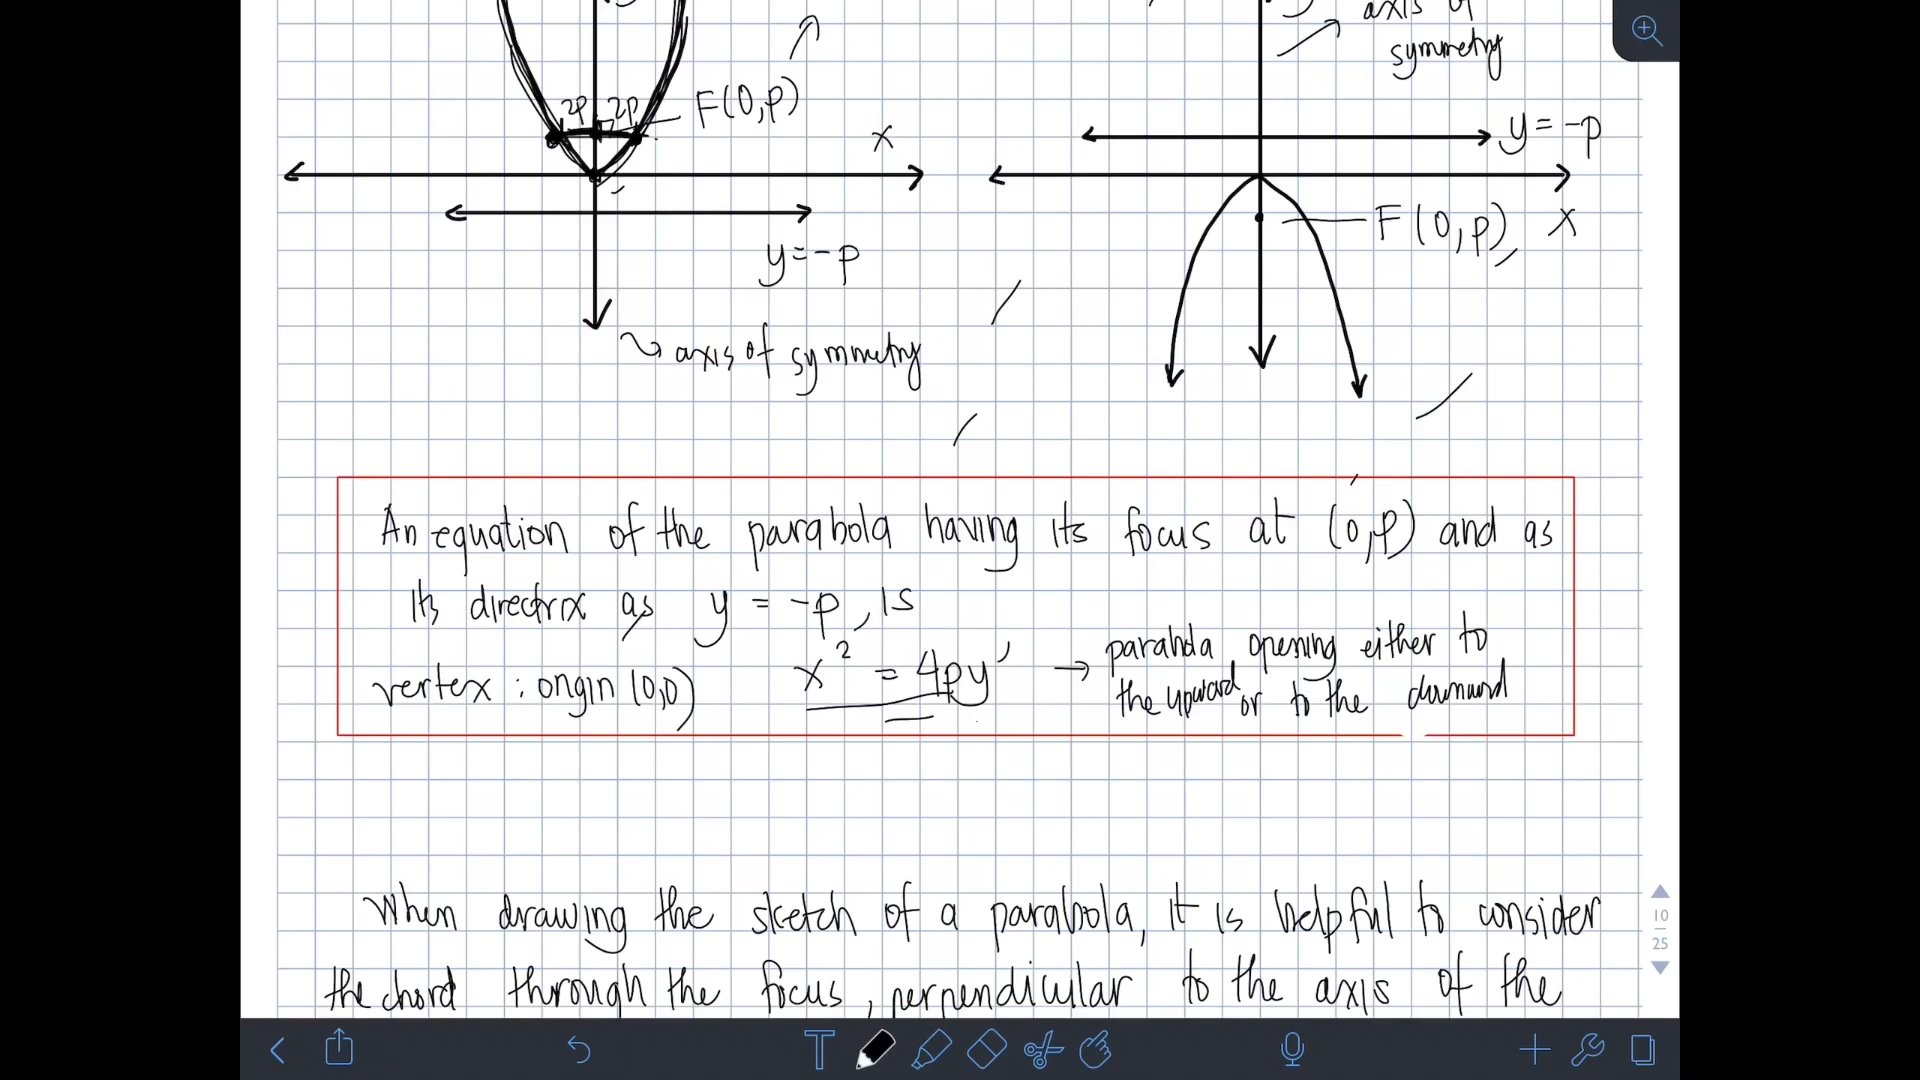 axis of
symmetry
2p 2p
F(0,p)
x
y = -p
F(0,p)
x
y = -p
axis of symmetry
An equation of the parabola having its focus at (0,p) and as
its directrix as y = -p, is
vertex : origin (0,0) x² = 4py → parabola opening either to
the upward or to the downward
When drawing the sketch of a parabola, it is helpful to consider
the chord through the focus, perpendicular to the axis of the
10
25